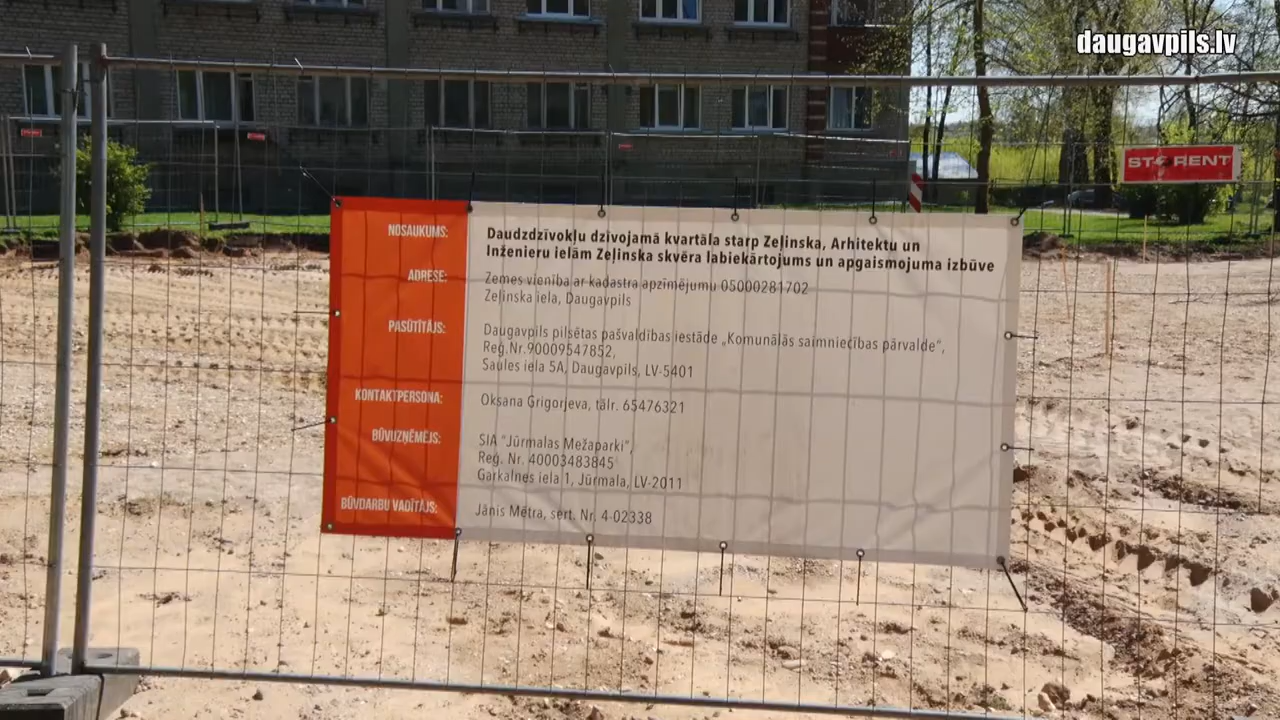 daugavpils.lv
STORENT
NOSAUKUMS:
Daudzdzīvokļu dzīvojamā kvartāla starp Zeļinska, Arhitektu un
Inženieru ielām Zeļinska skvēra labiekārtojums un apgaismojuma izbūve
ADRESE:
Zemes vienība ar kadastra apzīmējumu 05000281702
Zeļinska iela, Daugavpils
PASŪTĪTĀJS:
Daugavpils pilsētas pašvaldības iestāde „Komunālās saimniecības pārvalde",
Reģ.Nr.90009547852,
Saules iela 5A, Daugavpils, LV-5401
KONTAKTPERSONA:
Oksana Grigorjeva, tālr. 65476321
BŪVUZŅĒMĒJS:
SIA "Jūrmalas Mežaparki",
Reģ. Nr. 40003483845
Garkalnes iela 1, Jūrmala, LV-2011
BŪVDARBU VADĪTĀJS:
Jānis Mētra, sert. Nr. 4-02338